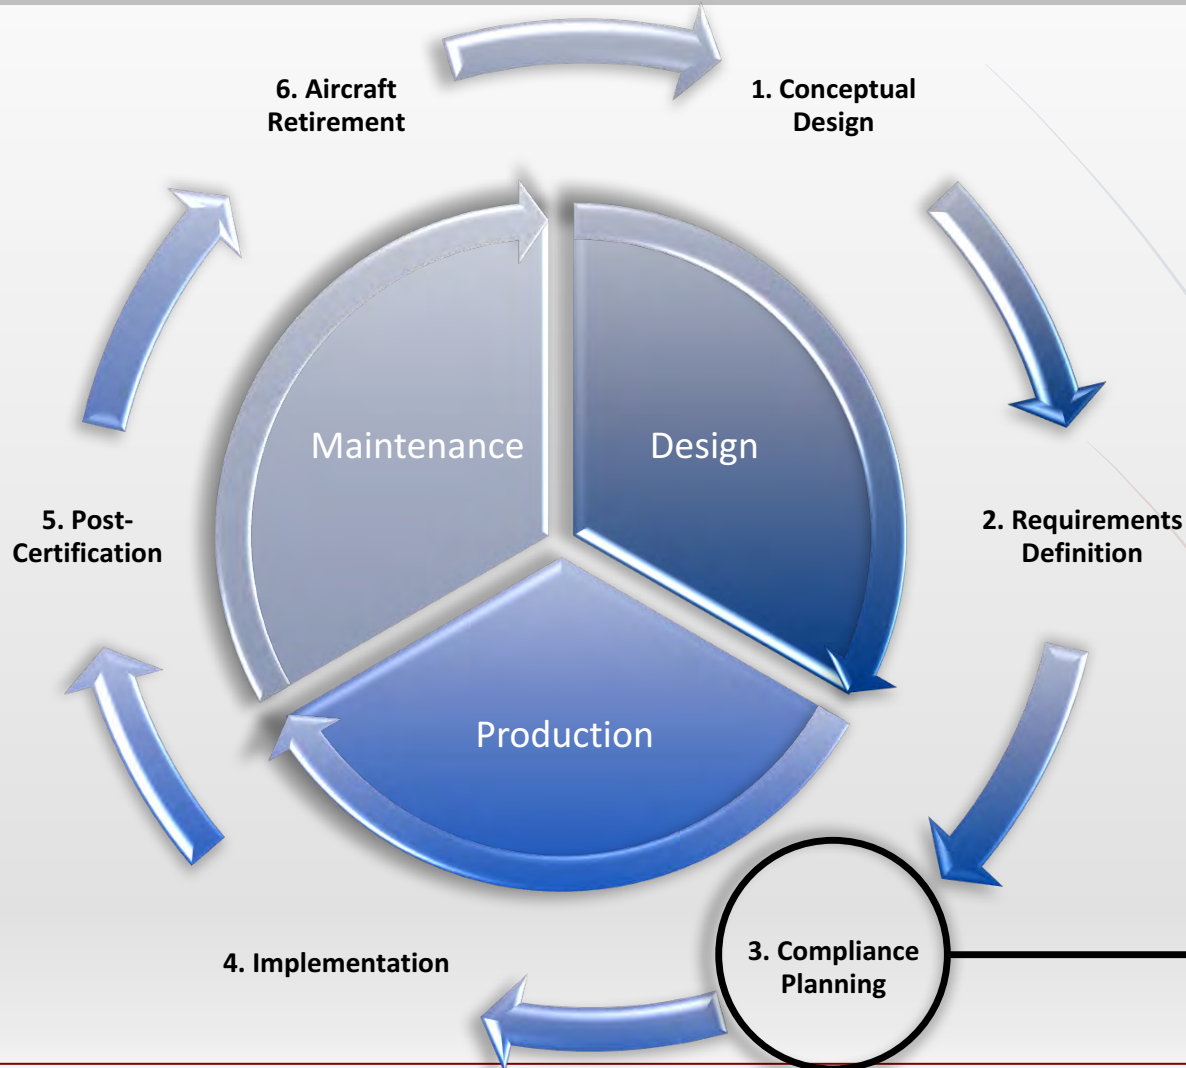 6. Aircraft
Retirement
1. Conceptual
Design
Maintenance
Design
5. Post-
Certification
2. Requirements
Definition
Production
4. Implementation
3. Compliance
Planning